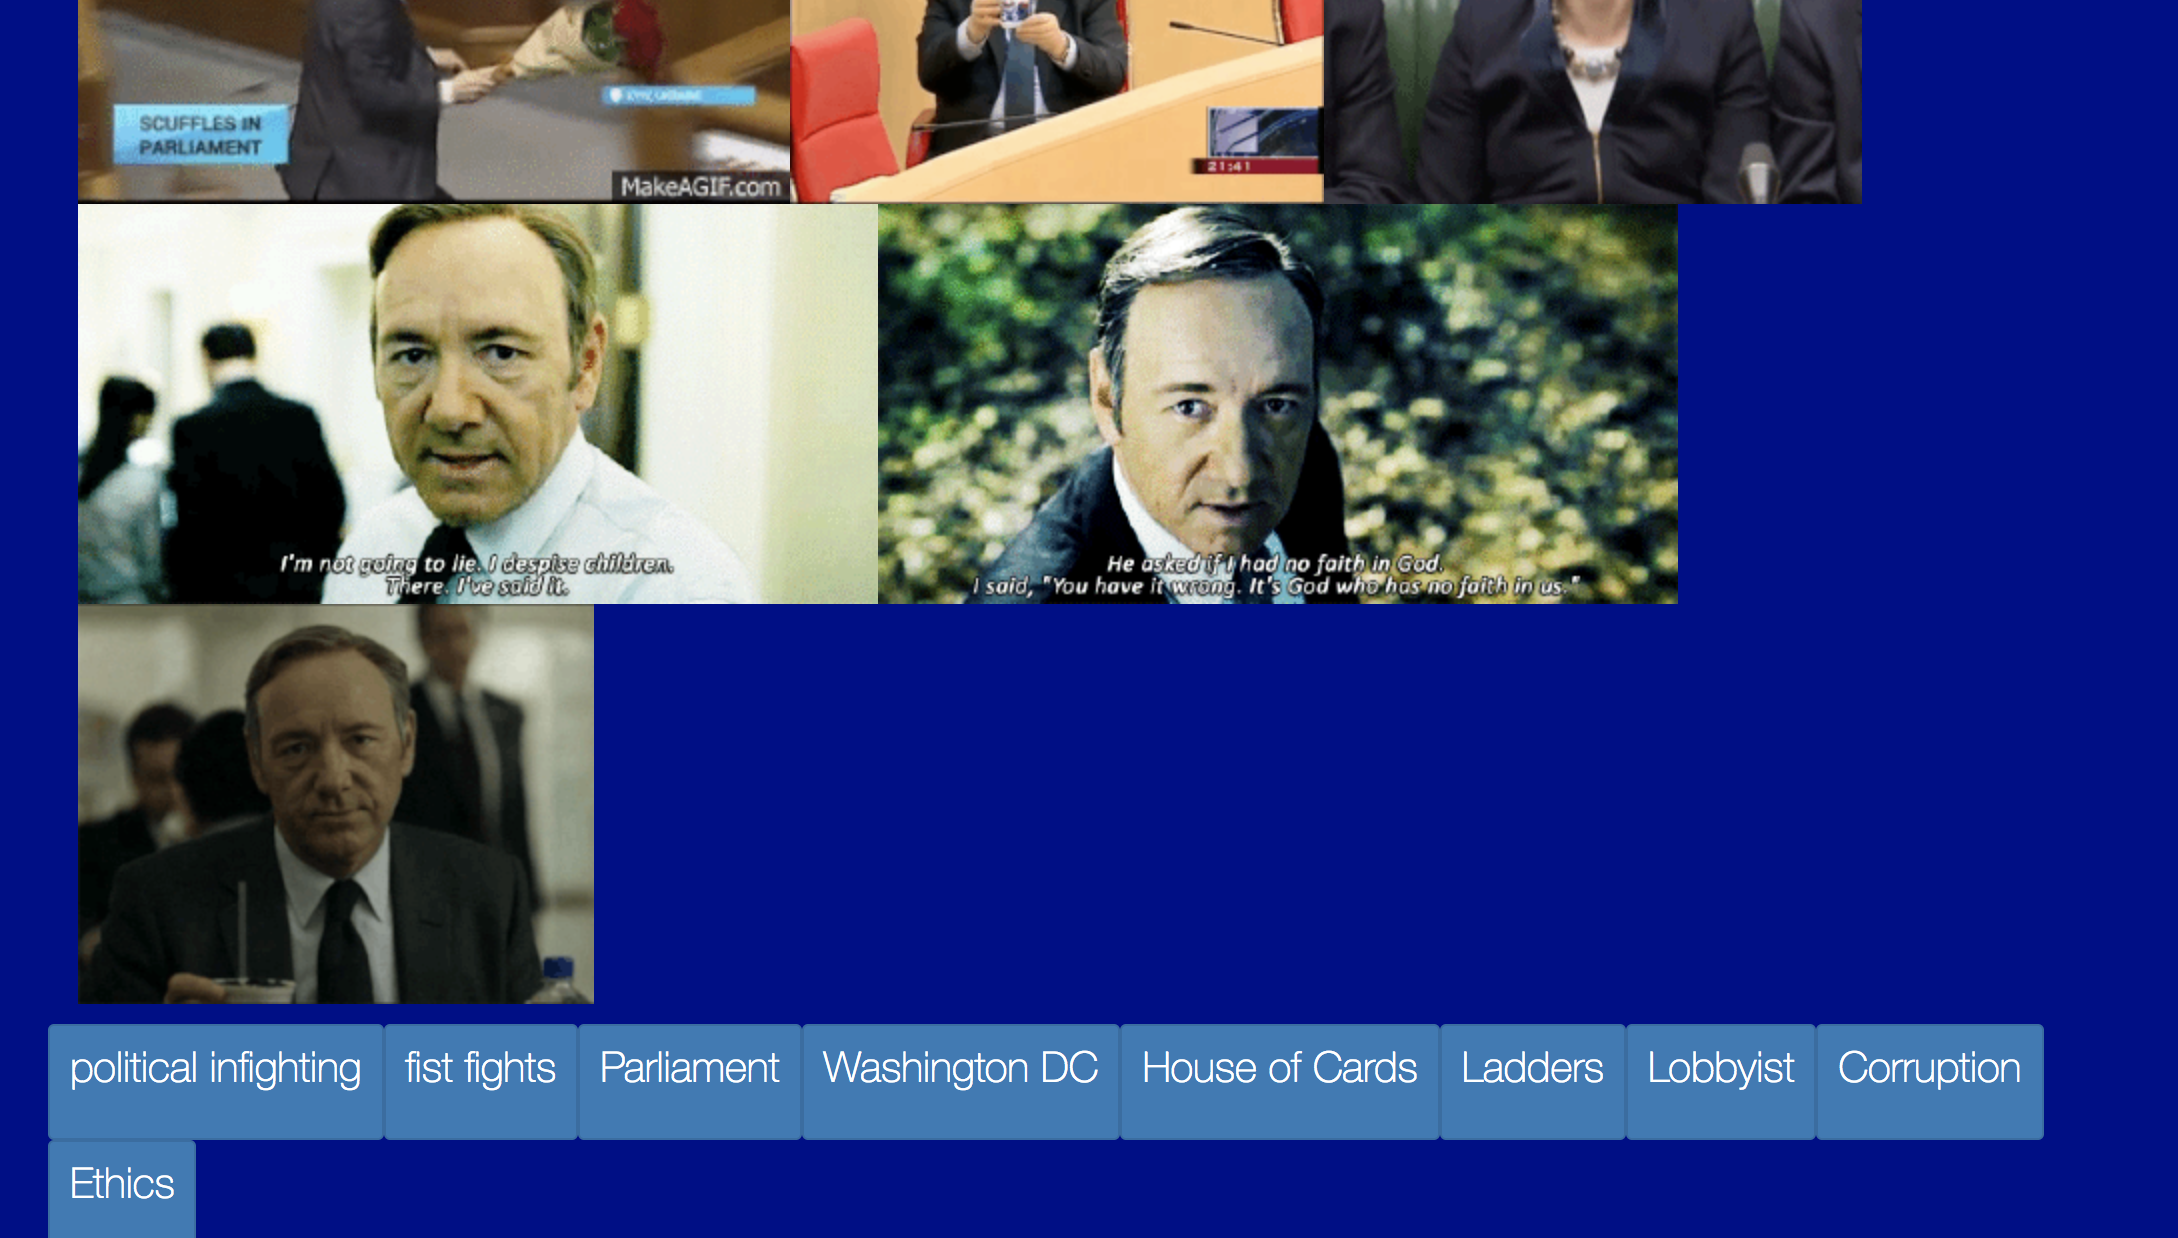 SCUFFLES IN
PARLIAMENT
MakeAGIF.com
21:41
I'm not going to lie. I despise children.
There. I've said it.
He asked if I had no faith in God.
I said, "You have it wrong. It's God who has no faith in us."
political infighting
fist fights
Parliament
Washington DC
House of Cards
Ladders
Lobbyist
Corruption
Ethics